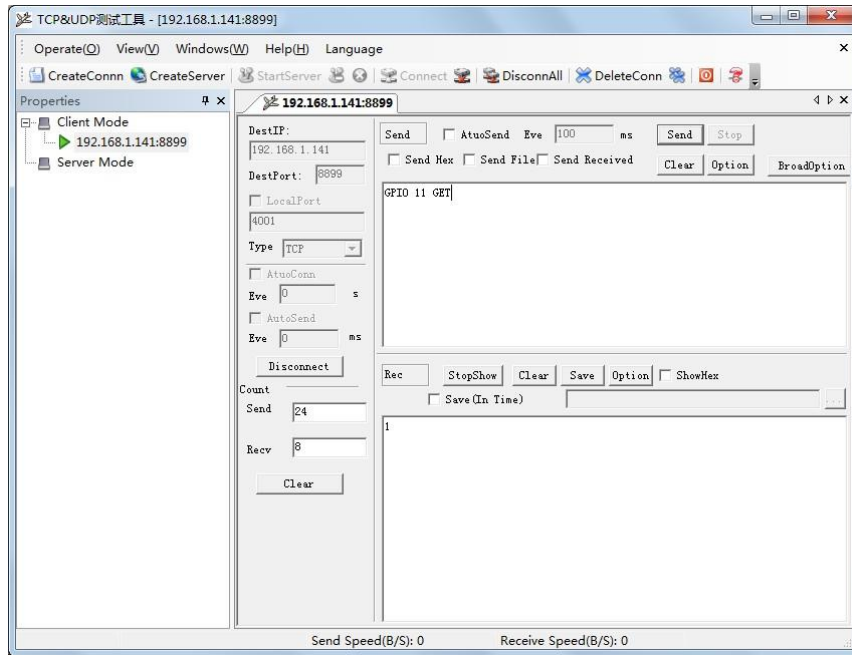 TCP&UDP测试工具 - [192.168.1.141:8899]
Operate(O) View(V) Windows(W) Help(H) Language
CreateConnn CreateServer StartServer Connect DisconnAll DeleteConn
Properties
192.168.1.141:8899
Client Mode
192.168.1.141:8899
Server Mode
DestIP:
192.168.1.141
DestPort: 8899
LocalPort
4001
Type TCP
AtuoConn
Eve 0 s
AutoSend
Eve 0 ms
Disconnect
Count
Send 24
Recv 8
Clear
Send AtuoSend Eve 100 ms Send Stop
Send Hex Send File Send Received Clear Option BroadOption
GPIO 11 GET
Rec StopShow Clear Save Option ShowHex
Save(In Time) ...
1
Send Speed(B/S): 0 Receive Speed(B/S): 0